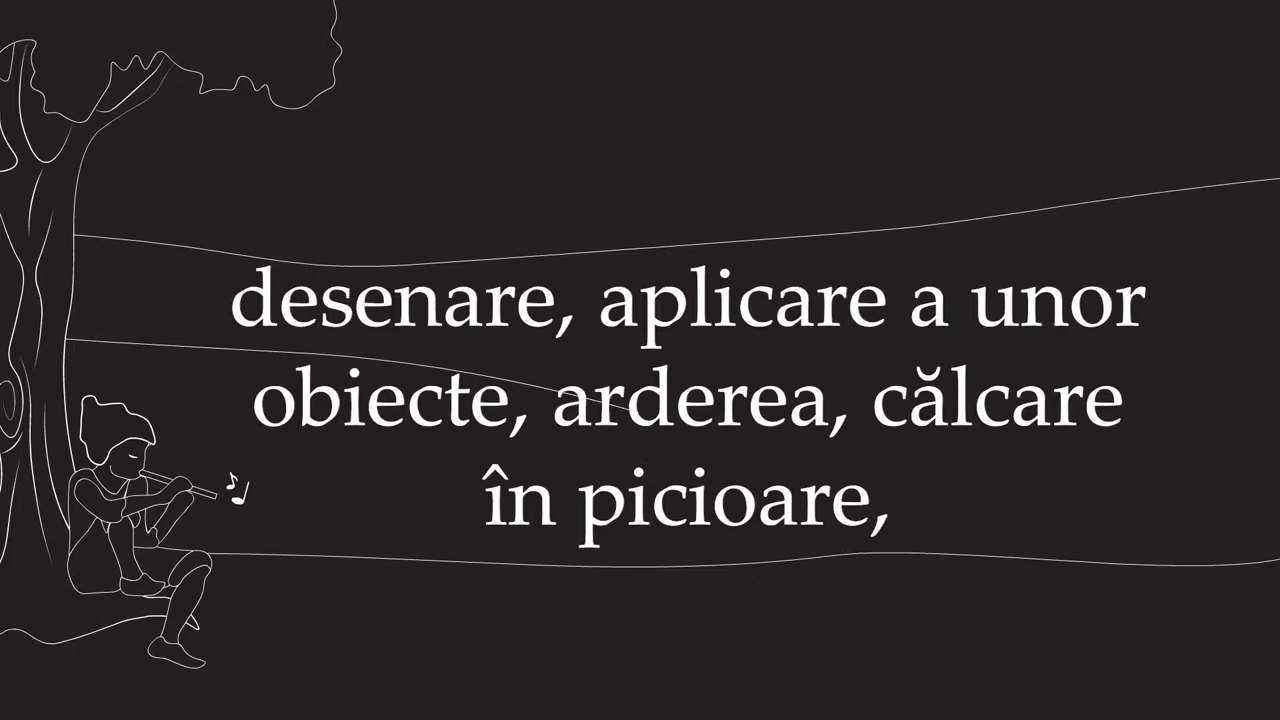 desenare, aplicare a unor
obiecte, arderea, călcare
în picioare,